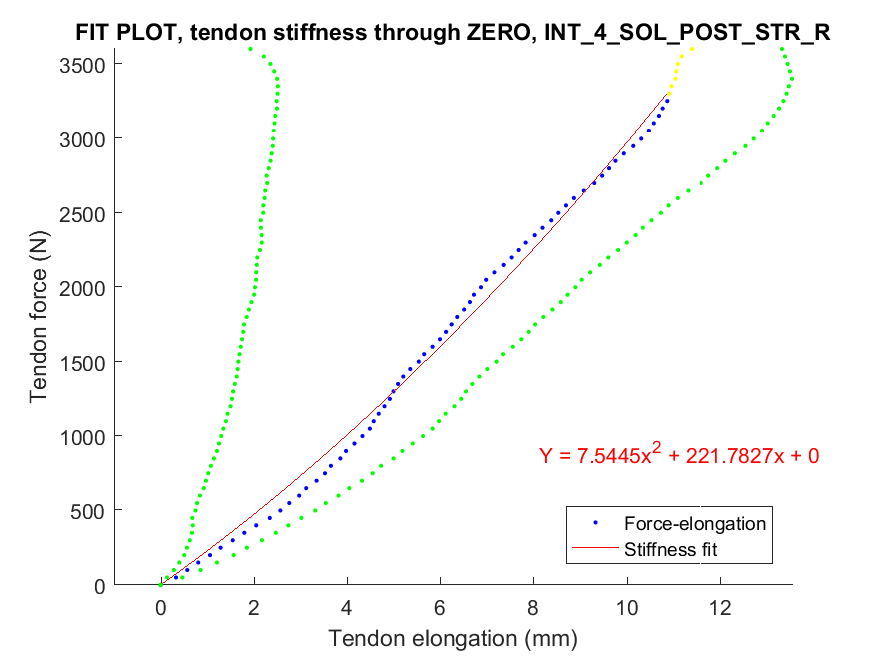 FIT PLOT, tendon stiffness through ZERO, INT_4_SOL_POST_STR_R
3500
3000
2500
2000
1500
1000
500
0
Tendon force (N)
Y = 7.5445x² + 221.7827x + 0
Force-elongation
Stiffness fit
0 2 4 6 8 10 12
Tendon elongation (mm)